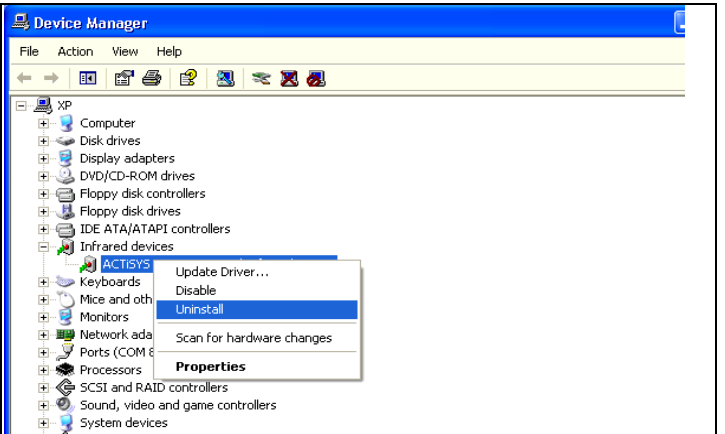 Device Manager
File Action View Help
XP
Computer
Disk drives
Display adapters
DVD/CD-ROM drives
Floppy disk controllers
Floppy disk drives
IDE ATA/ATAPI controllers
Infrared devices
ACTiSYS
Update Driver...
Disable
Uninstall
Scan for hardware changes
Properties
Keyboards
Mice and oth
Monitors
Network ada
Ports (COM &
Processors
SCSI and RAID controllers
Sound, video and game controllers
System devices